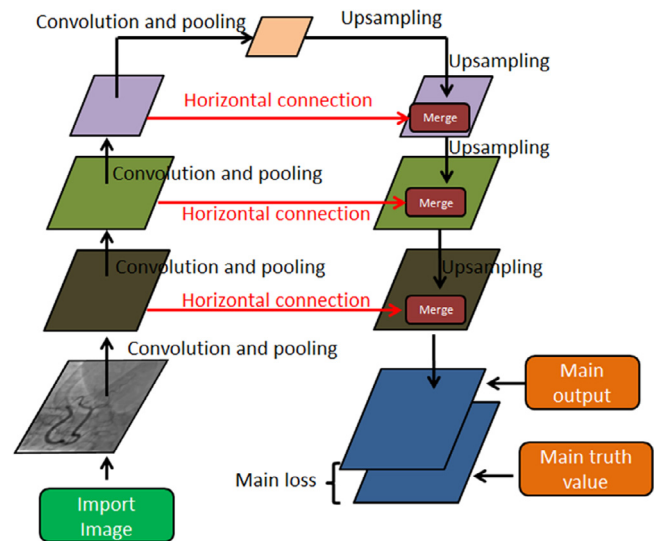 Convolution and pooling
Upsampling
Upsampling
Horizontal connection
Merge
Upsampling
Convolution and pooling
Horizontal connection
Merge
Convolution and pooling
Upsampling
Horizontal connection
Merge
Convolution and pooling
Main
output
Main loss
Main truth
value
Import
Image